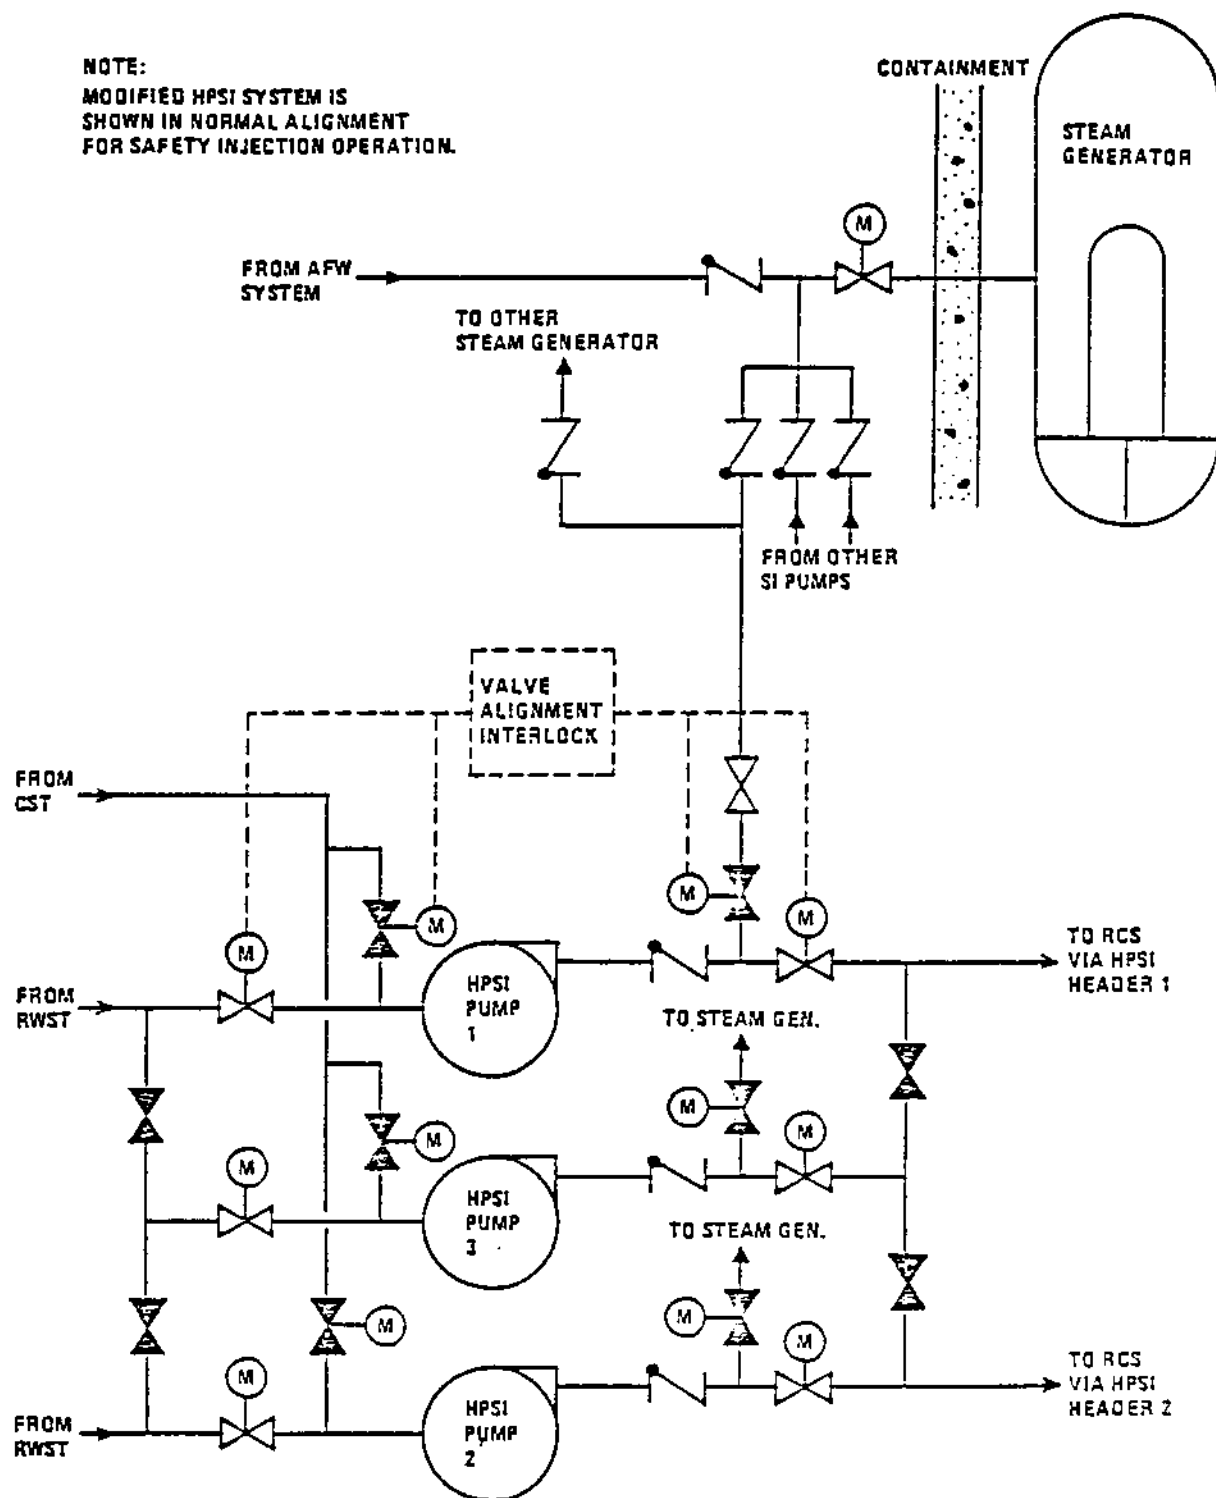 NOTE:
MODIFIED HPSI SYSTEM IS
SHOWN IN NORMAL ALIGNMENT
FOR SAFETY INJECTION OPERATION.
CONTAINMENT
STEAM
GENERATOR
M
FROM AFW
SYSTEM
TO OTHER
STEAM GENERATOR
FROM OTHER
SI PUMPS
VALVE
ALIGNMENT
INTERLOCK
FROM
CST
M
M
M
M
HPSI
PUMP
1
TO RCS
VIA HPSI
HEADER 1
FROM
RWST
TO STEAM GEN.
M
M
M
M
HPSI
PUMP
3
TO STEAM GEN.
M
M
M
M
HPSI
PUMP
2
TO RCS
VIA HPSI
HEADER 2
FROM
RWST